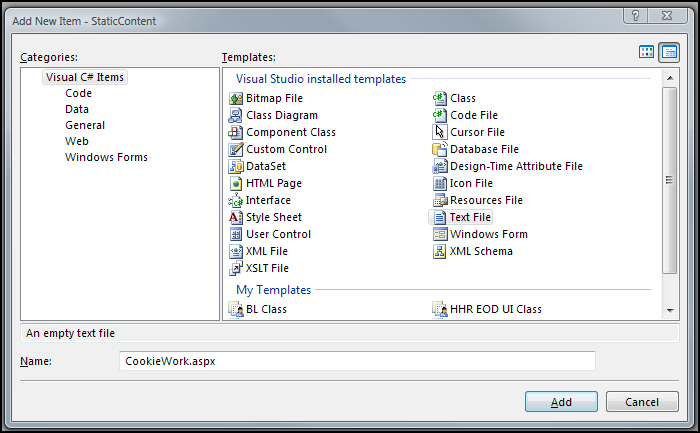 Add New Item - StaticContent
Categories:
Templates:
Visual C# Items
Code
Data
General
Web
Windows Forms
Visual Studio installed templates
Bitmap File
Class
Class Diagram
Code File
Component Class
Cursor File
Custom Control
Database File
DataSet
Design-Time Attribute File
HTML Page
Icon File
Interface
Resources File
Style Sheet
Text File
User Control
Windows Form
XML File
XML Schema
XSLT File
My Templates
BL Class
HHR EOD UI Class
An empty text file
Name:
CookieWork.aspx
Add
Cancel